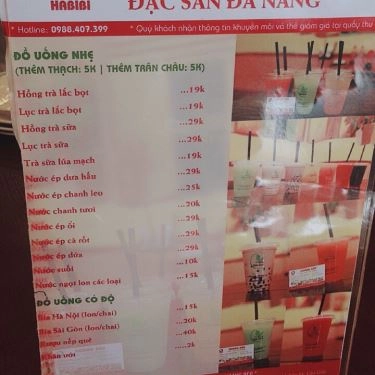 HABIBI
ĐẶC SẢN ĐÀ NẴNG
* Hotline: 0988.407.399
* Quý khách nhận thông tin khuyến mãi và thẻ giảm giá tại quầy thu
ĐỒ UỐNG NHẸ
(THÊM THẠCH: 5K | THÊM TRÂN CHÂU: 5K)
Hồng trà lắc bọt ...19k
Lục trà lắc bọt ...19k
Hồng trà sữa ...29k
Lục trà sữa ...29k
Trà sữa lúa mạch ...19k
Nước ép dưa hấu ...29k
Nước ép chanh leo ...25k
Nước chanh tươi ...20k
Nước ép ổi ...29k
Nước ép cà rốt ...29k
Nước ép dứa ...29k
Nước suối ...10k
Nước ngọt lon các loại ...15k
ĐỒ UỐNG CÓ ĐỘ
Bia Hà Nội (lon/chai) ...15k
Bia Sài Gòn (lon/chai) ...20k
Rượu nếp quê ...40k
Khăn ướt ...2k